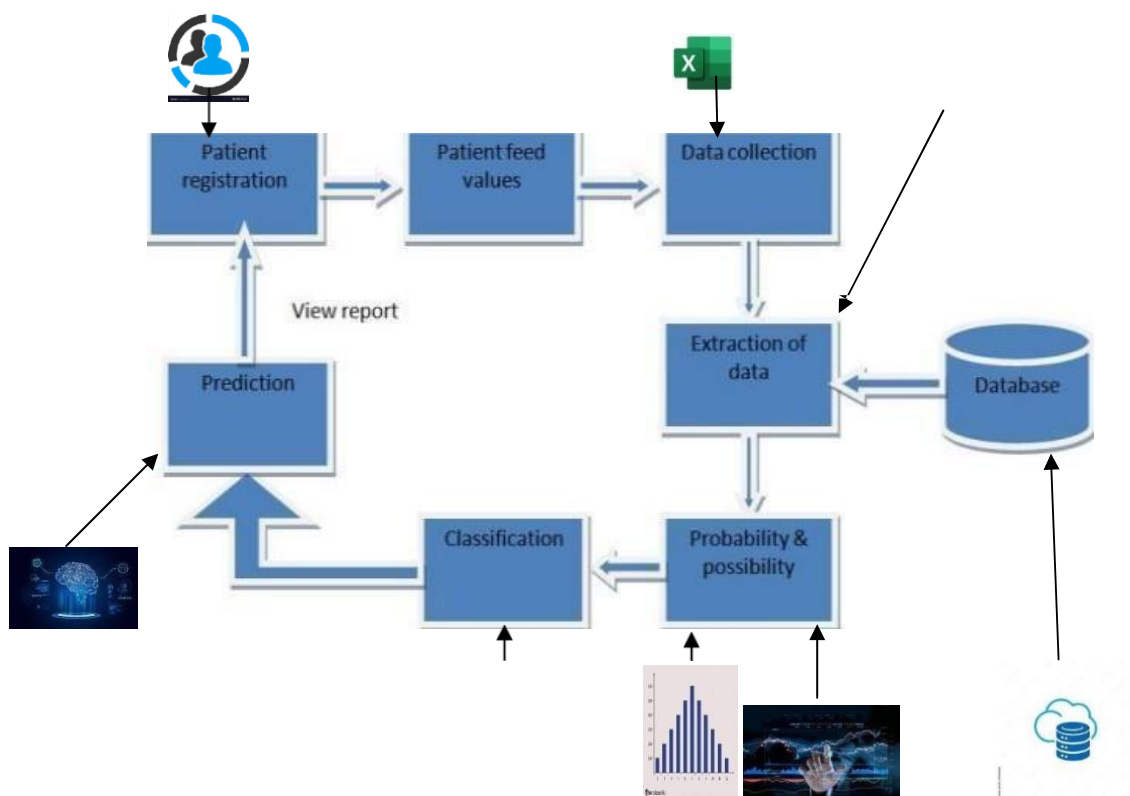 X
Patient
registration
Patient feed
values
Data collection
View report
Extraction of
data
Database
Prediction
Classification
Probability &
possibility